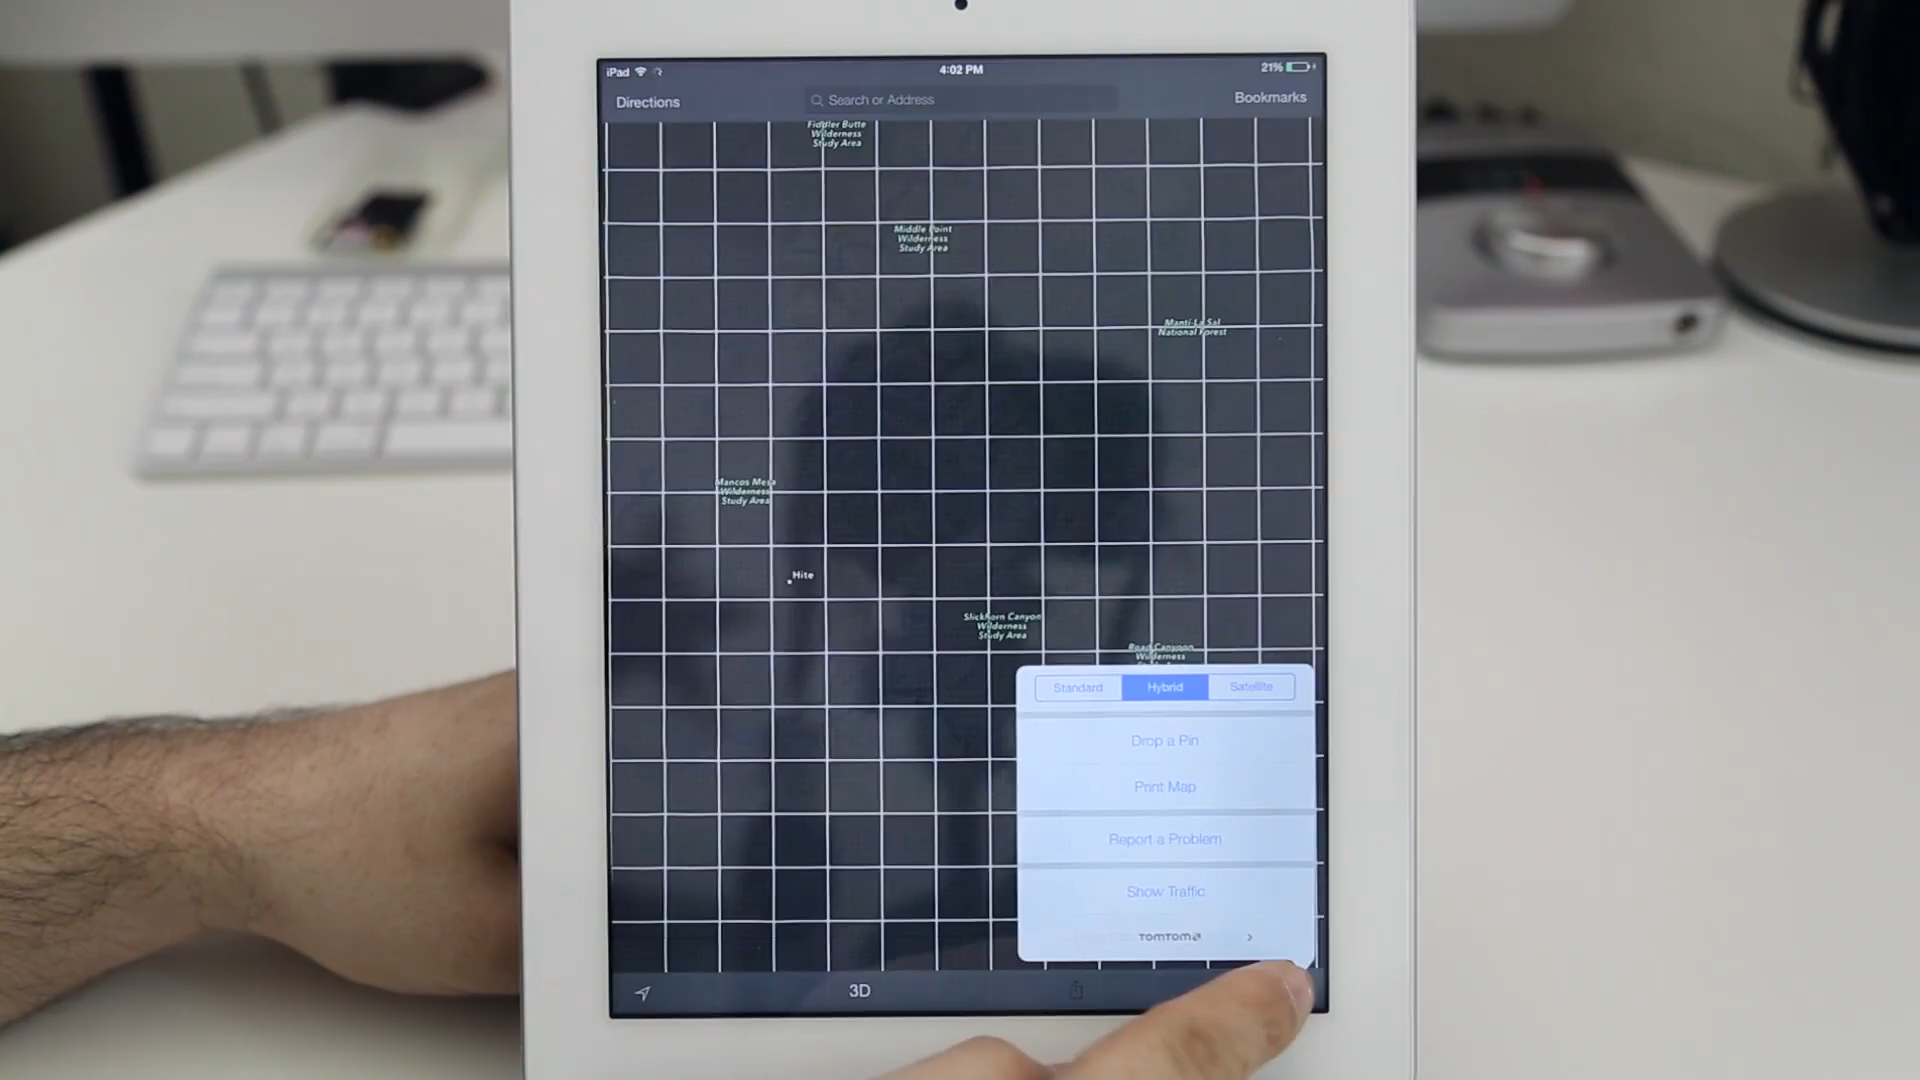 iPad
4:02 PM
21%
Directions
Search or Address
Bookmarks
Fiddler Butte
Wilderness
Study Area
Middle Point
Wilderness
Study Area
Manti-La Sal
National Forest
Mancos Mesa
Wilderness
Study Area
Hite
Slickhorn Canyon
Wilderness
Study Area
Road Canyoon
Wilderness
Standard
Hybrid
Satellite
Drop a Pin
Print Map
Report a Problem
Show Traffic
TOMTOM
3D